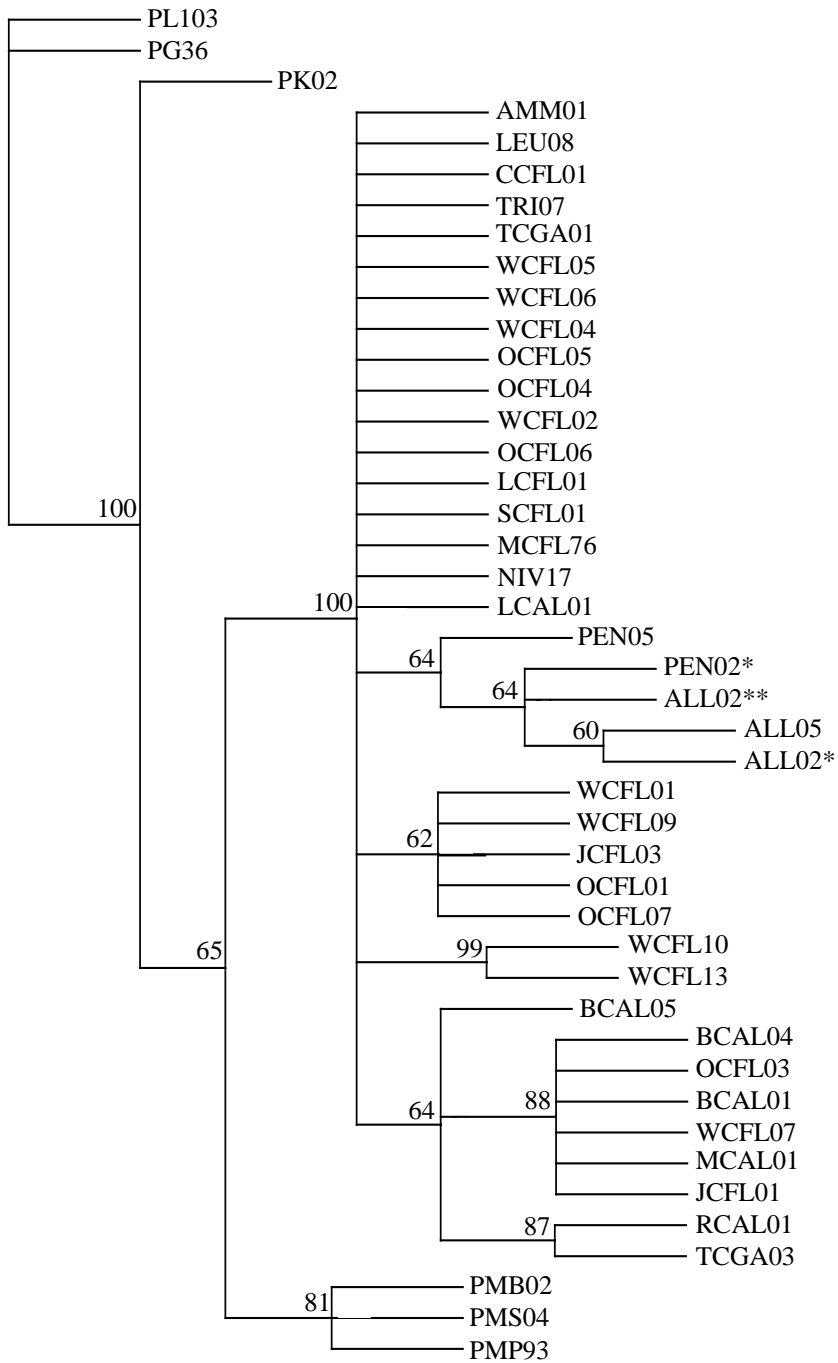 PL103
PG36
PK02
AMM01
LEU08
CCFL01
TRI07
TCGA01
WCFL05
WCFL06
WCFL04
OCFL05
OCFL04
WCFL02
OCFL06
LCFL01
100
SCFL01
MCFL76
NIV17
100
LCAL01
PEN05
64
PEN02*
64
ALL02**
60
ALL05
ALL02*
WCFL01
WCFL09
62
JCFL03
OCFL01
OCFL07
65
99
WCFL10
WCFL13
BCAL05
BCAL04
OCFL03
64
88
BCAL01
WCFL07
MCAL01
JCFL01
87
RCAL01
TCGA03
PMB02
81
PMS04
PMP93